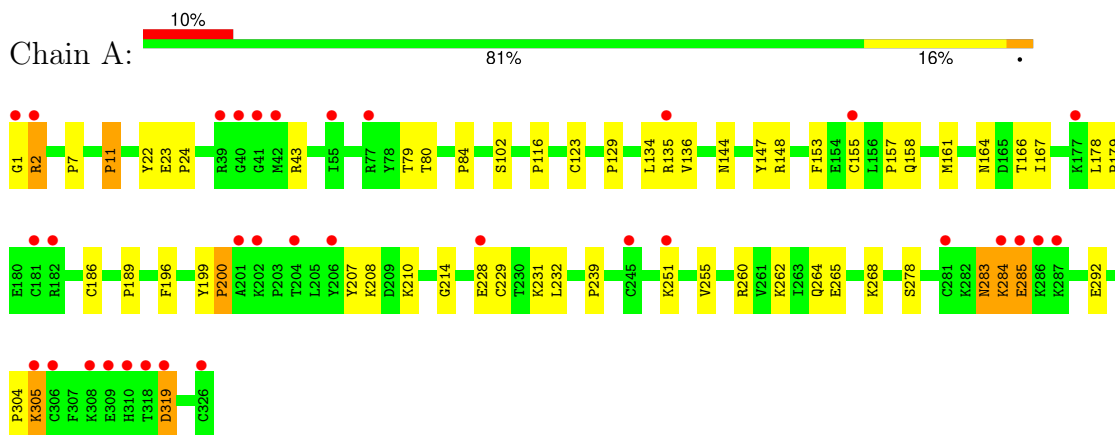 10%
Chain A:
81% 16% •
G1 R2 P7 P11 Y22 E23 P24 R39 G40 G41 M42 R43 I55 R77 Y78 T79 T80 P84 S102 P116 C123 P129 L134 R135 V136 N144 Y147 R148 F153 E154 C155 L156 P157 Q158 M161 N164 D165 T166 I167 K177 L178 R179
E180 C181 R182 C186 P189 F196 Y199 P200 A201 K202 P203 T204 L205 Y206 Y207 K208 D209 K210 G214 E228 C229 T230 K231 L232 P239 C245 K251 V255 R260 V261 K262 I263 Q264 E265 K268 S278 C281 K282 N283 K284 E285 K286 K287 E292
P304 K305 C306 F307 K308 E309 H310 T318 D319 C326